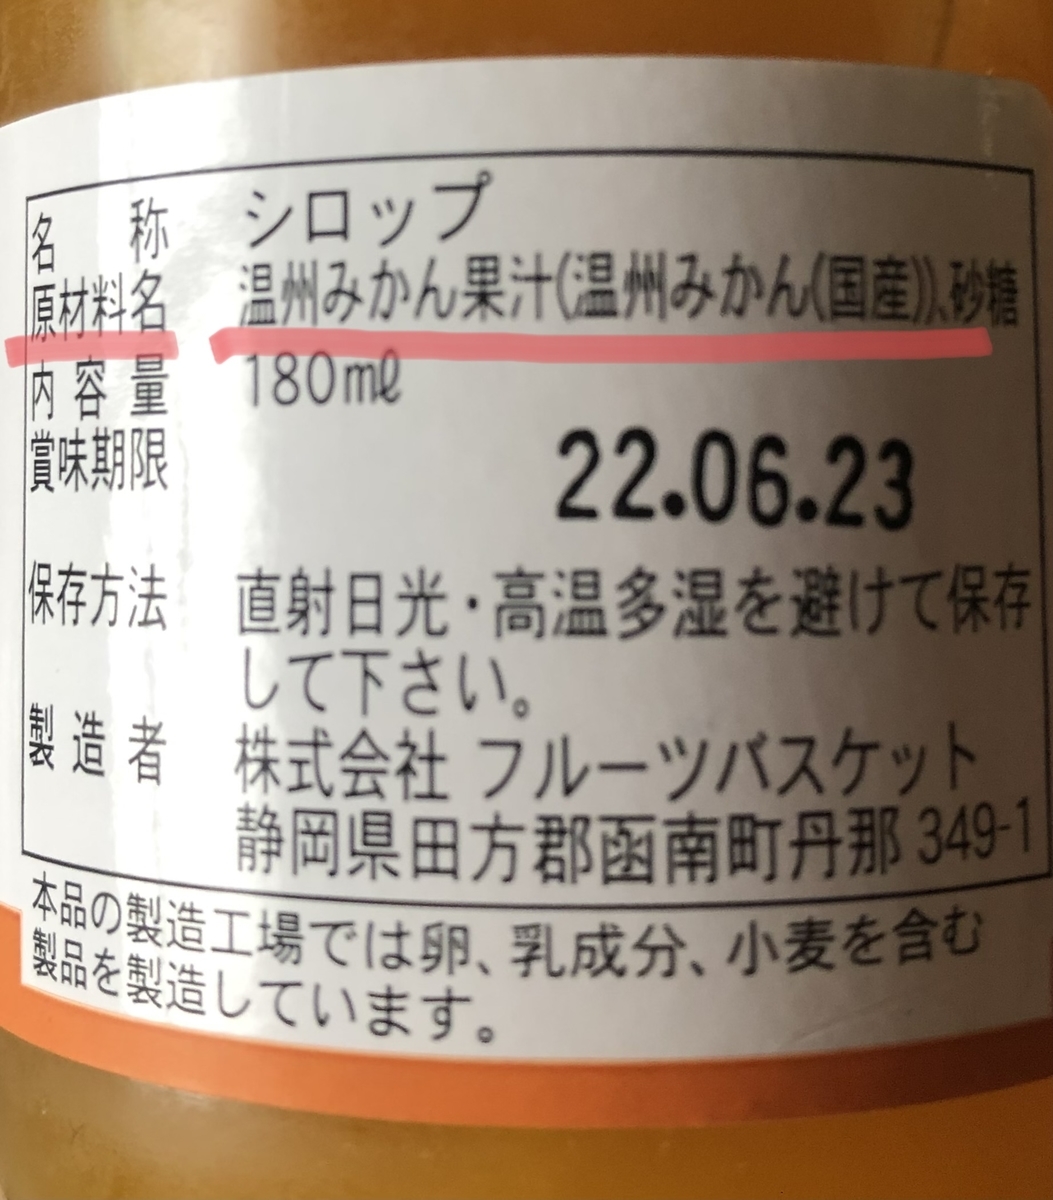 名称 シロップ
原材料名 温州みかん果汁(温州みかん(国産))、砂糖
内容量 180mℓ
賞味期限 22.06.23
保存方法 直射日光・高温多湿を避けて保存
して下さい。
製造者 株式会社 フルーツバスケット
静岡県田方郡函南町丹那349-1
本品の製造工場では卵、乳成分、小麦を含む
製品を製造しています。